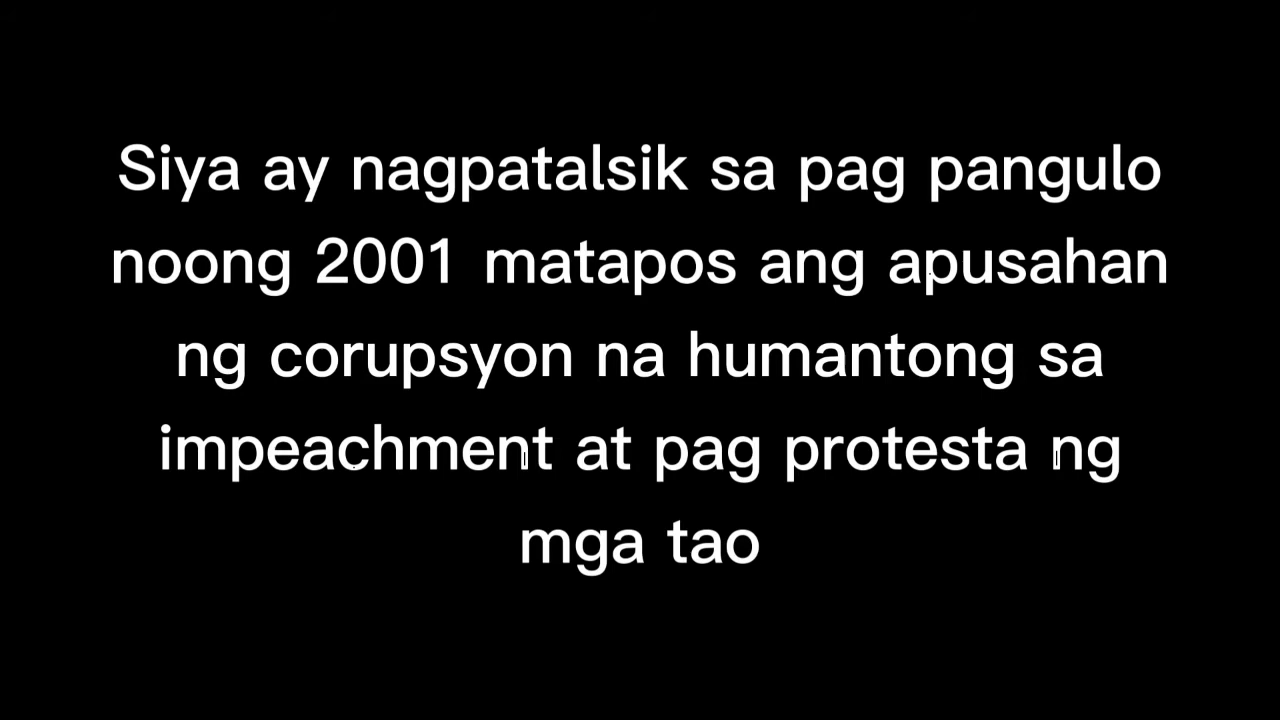 Siya ay nagpatalsik sa pag pangulo
noong 2001 matapos ang apusahan
ng corupsyon na humantong sa
impeachment at pag protesta ng
mga tao